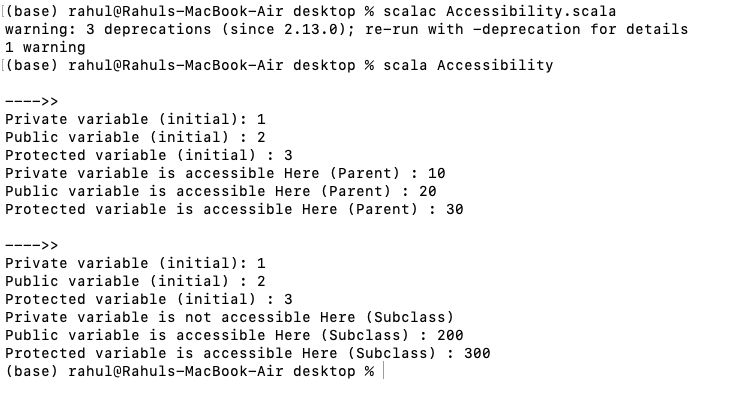 (base) rahul@Rahuls-MacBook-Air desktop % scalac Accessibility.scala
warning: 3 deprecations (since 2.13.0); re-run with -deprecation for details
1 warning
(base) rahul@Rahuls-MacBook-Air desktop % scala Accessibility
---->>
Private variable (initial): 1
Public variable (initial) : 2
Protected variable (initial) : 3
Private variable is accessible Here (Parent) : 10
Public variable is accessible Here (Parent) : 20
Protected variable is accessible Here (Parent) : 30
---->>
Private variable (initial): 1
Public variable (initial) : 2
Protected variable (initial) : 3
Private variable is not accessible Here (Subclass)
Public variable is accessible Here (Subclass) : 200
Protected variable is accessible Here (Subclass) : 300
(base) rahul@Rahuls-MacBook-Air desktop %